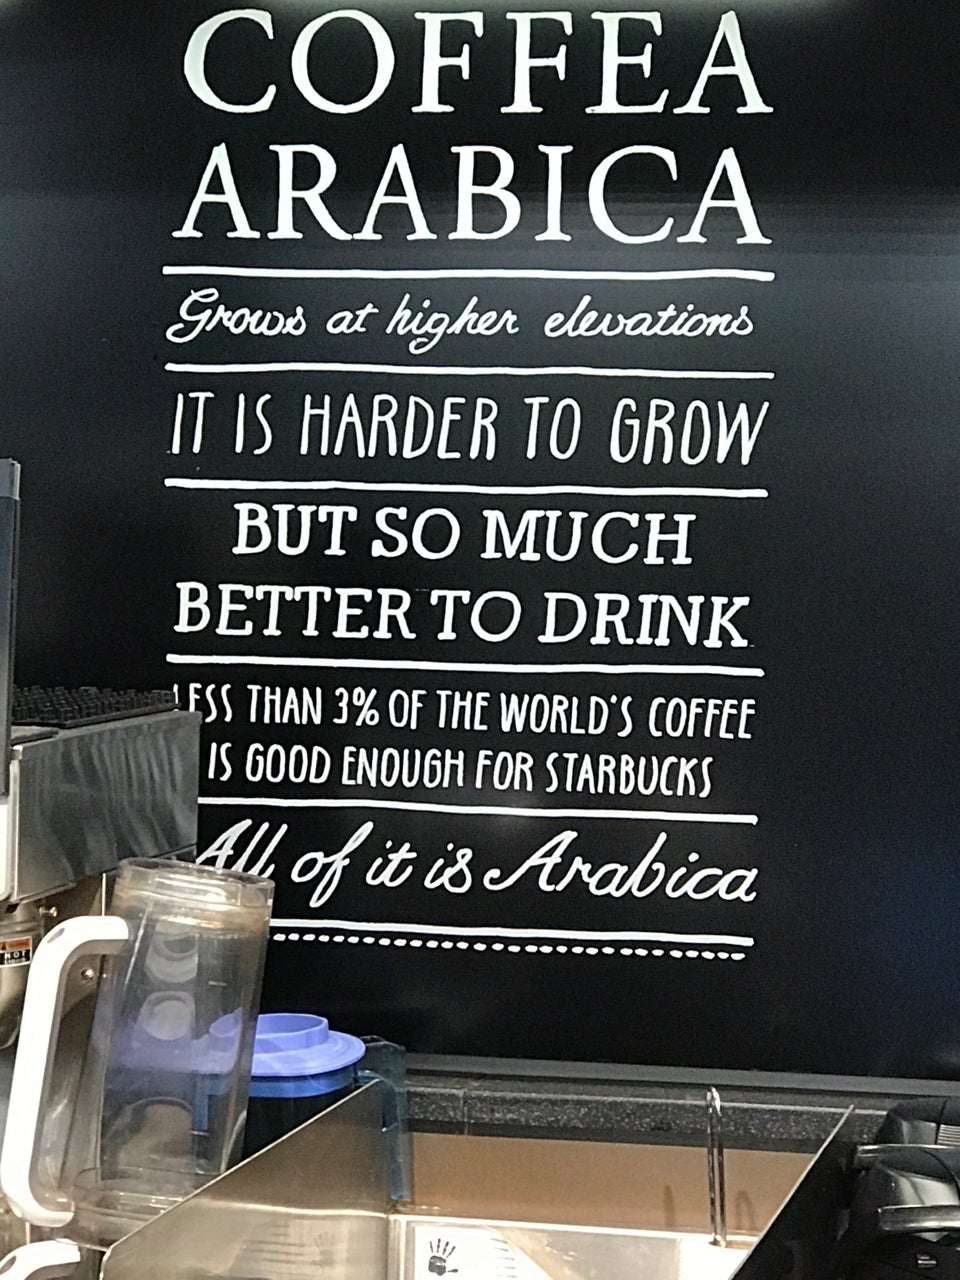 COFFEA
ARABICA
Grows at higher elevations
IT IS HARDER TO GROW
BUT SO MUCH
BETTER TO DRINK
LESS THAN 3% OF THE WORLD'S COFFEE
IS GOOD ENOUGH FOR STARBUCKS
All of it is Arabica
HOT